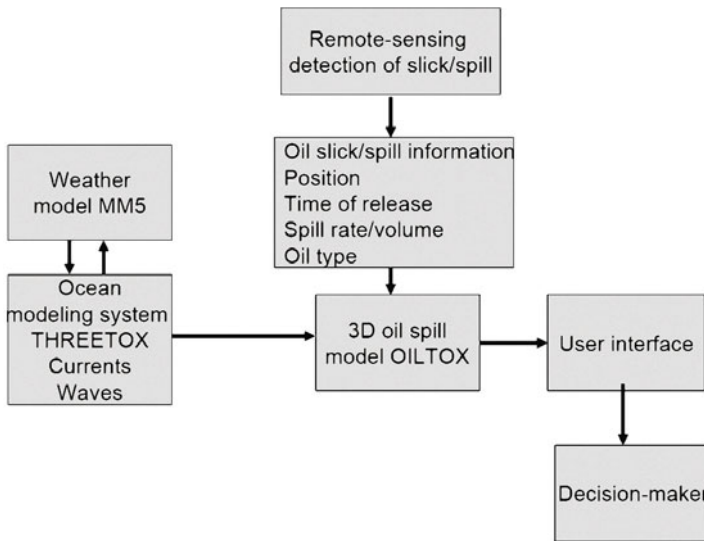 Remote-sensing
detection of slick/spill
Oil slick/spill information
Position
Time of release
Spill rate/volume
Oil type
Weather
model MM5
Ocean
modeling system
THREETOX
Currents
Waves
3D oil spill
model OILTOX
User interface
Decision-maker